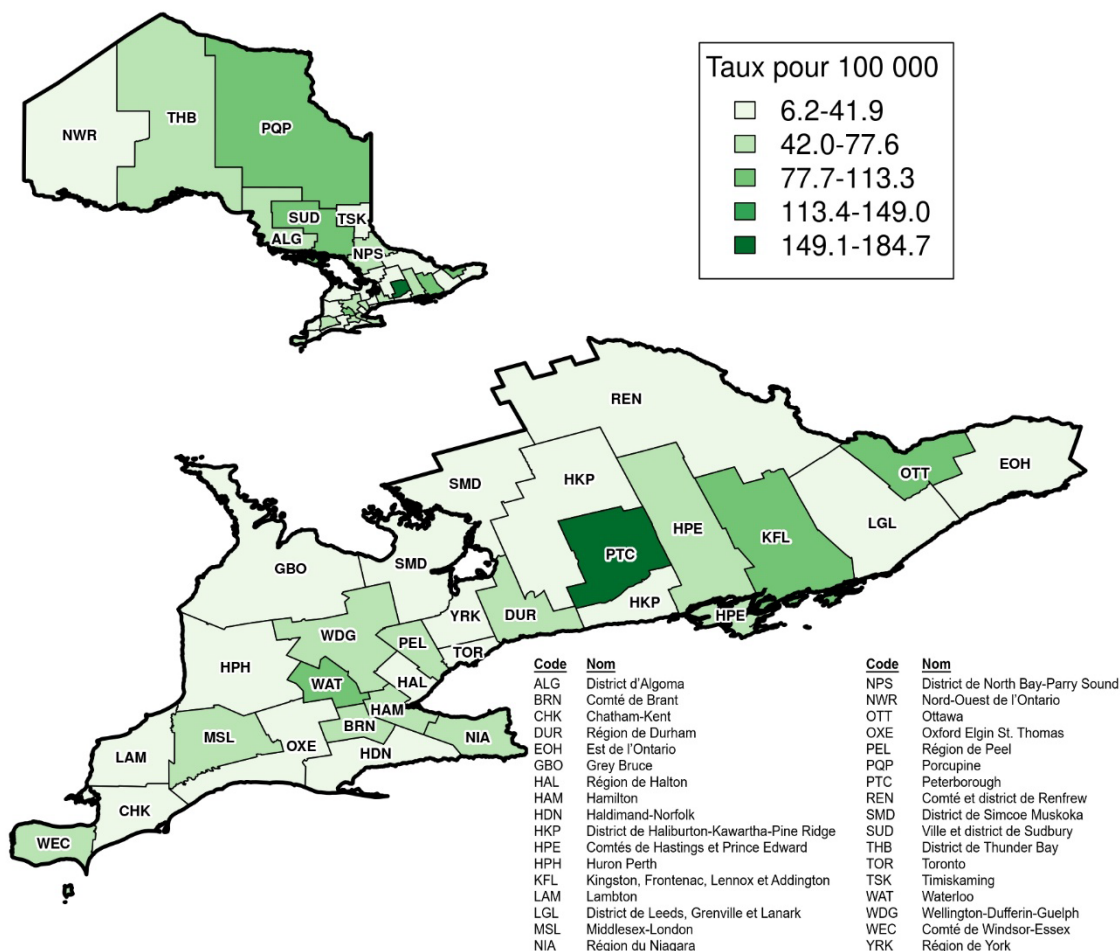 Taux pour 100 000
6.2-41.9
42.0-77.6
77.7-113.3
113.4-149.0
149.1-184.7
NWR
THB
PQP
SUD
TSK
ALG
NPS
REN
SMD
HKP
OTT
EOH
HPE
KFL
LGL
PTC
GBO
SMD
HKP
HPE
YRK
DUR
WDG
PEL
TOR
HPH
WAT
HAL
HAM
MSL
BRN
NIA
OXE
HDN
LAM
CHK
WEC
Code Nom
ALG District d'Algoma
BRN Comté de Brant
CHK Chatham-Kent
DUR Région de Durham
EOH Est de l'Ontario
GBO Grey Bruce
HAL Région de Halton
HAM Hamilton
HDN Haldimand-Norfolk
HKP District de Haliburton-Kawartha-Pine Ridge
HPE Comtés de Hastings et Prince Edward
HPH Huron Perth
KFL Kingston, Frontenac, Lennox et Addington
LAM Lambton
LGL District de Leeds, Grenville et Lanark
MSL Middlesex-London
NIA Région du Niagara
Code Nom
NPS District de North Bay-Parry Sound
NWR Nord-Ouest de l'Ontario
OTT Ottawa
OXE Oxford Elgin St. Thomas
PEL Région de Peel
PQP Porcupine
PTC Peterborough
REN Comté et district de Renfrew
SMD District de Simcoe Muskoka
SUD Ville et district de Sudbury
THB District de Thunder Bay
TOR Toronto
TSK Timiskaming
WAT Waterloo
WDG Wellington-Dufferin-Guelph
WEC Comté de Windsor-Essex
YRK Région de York